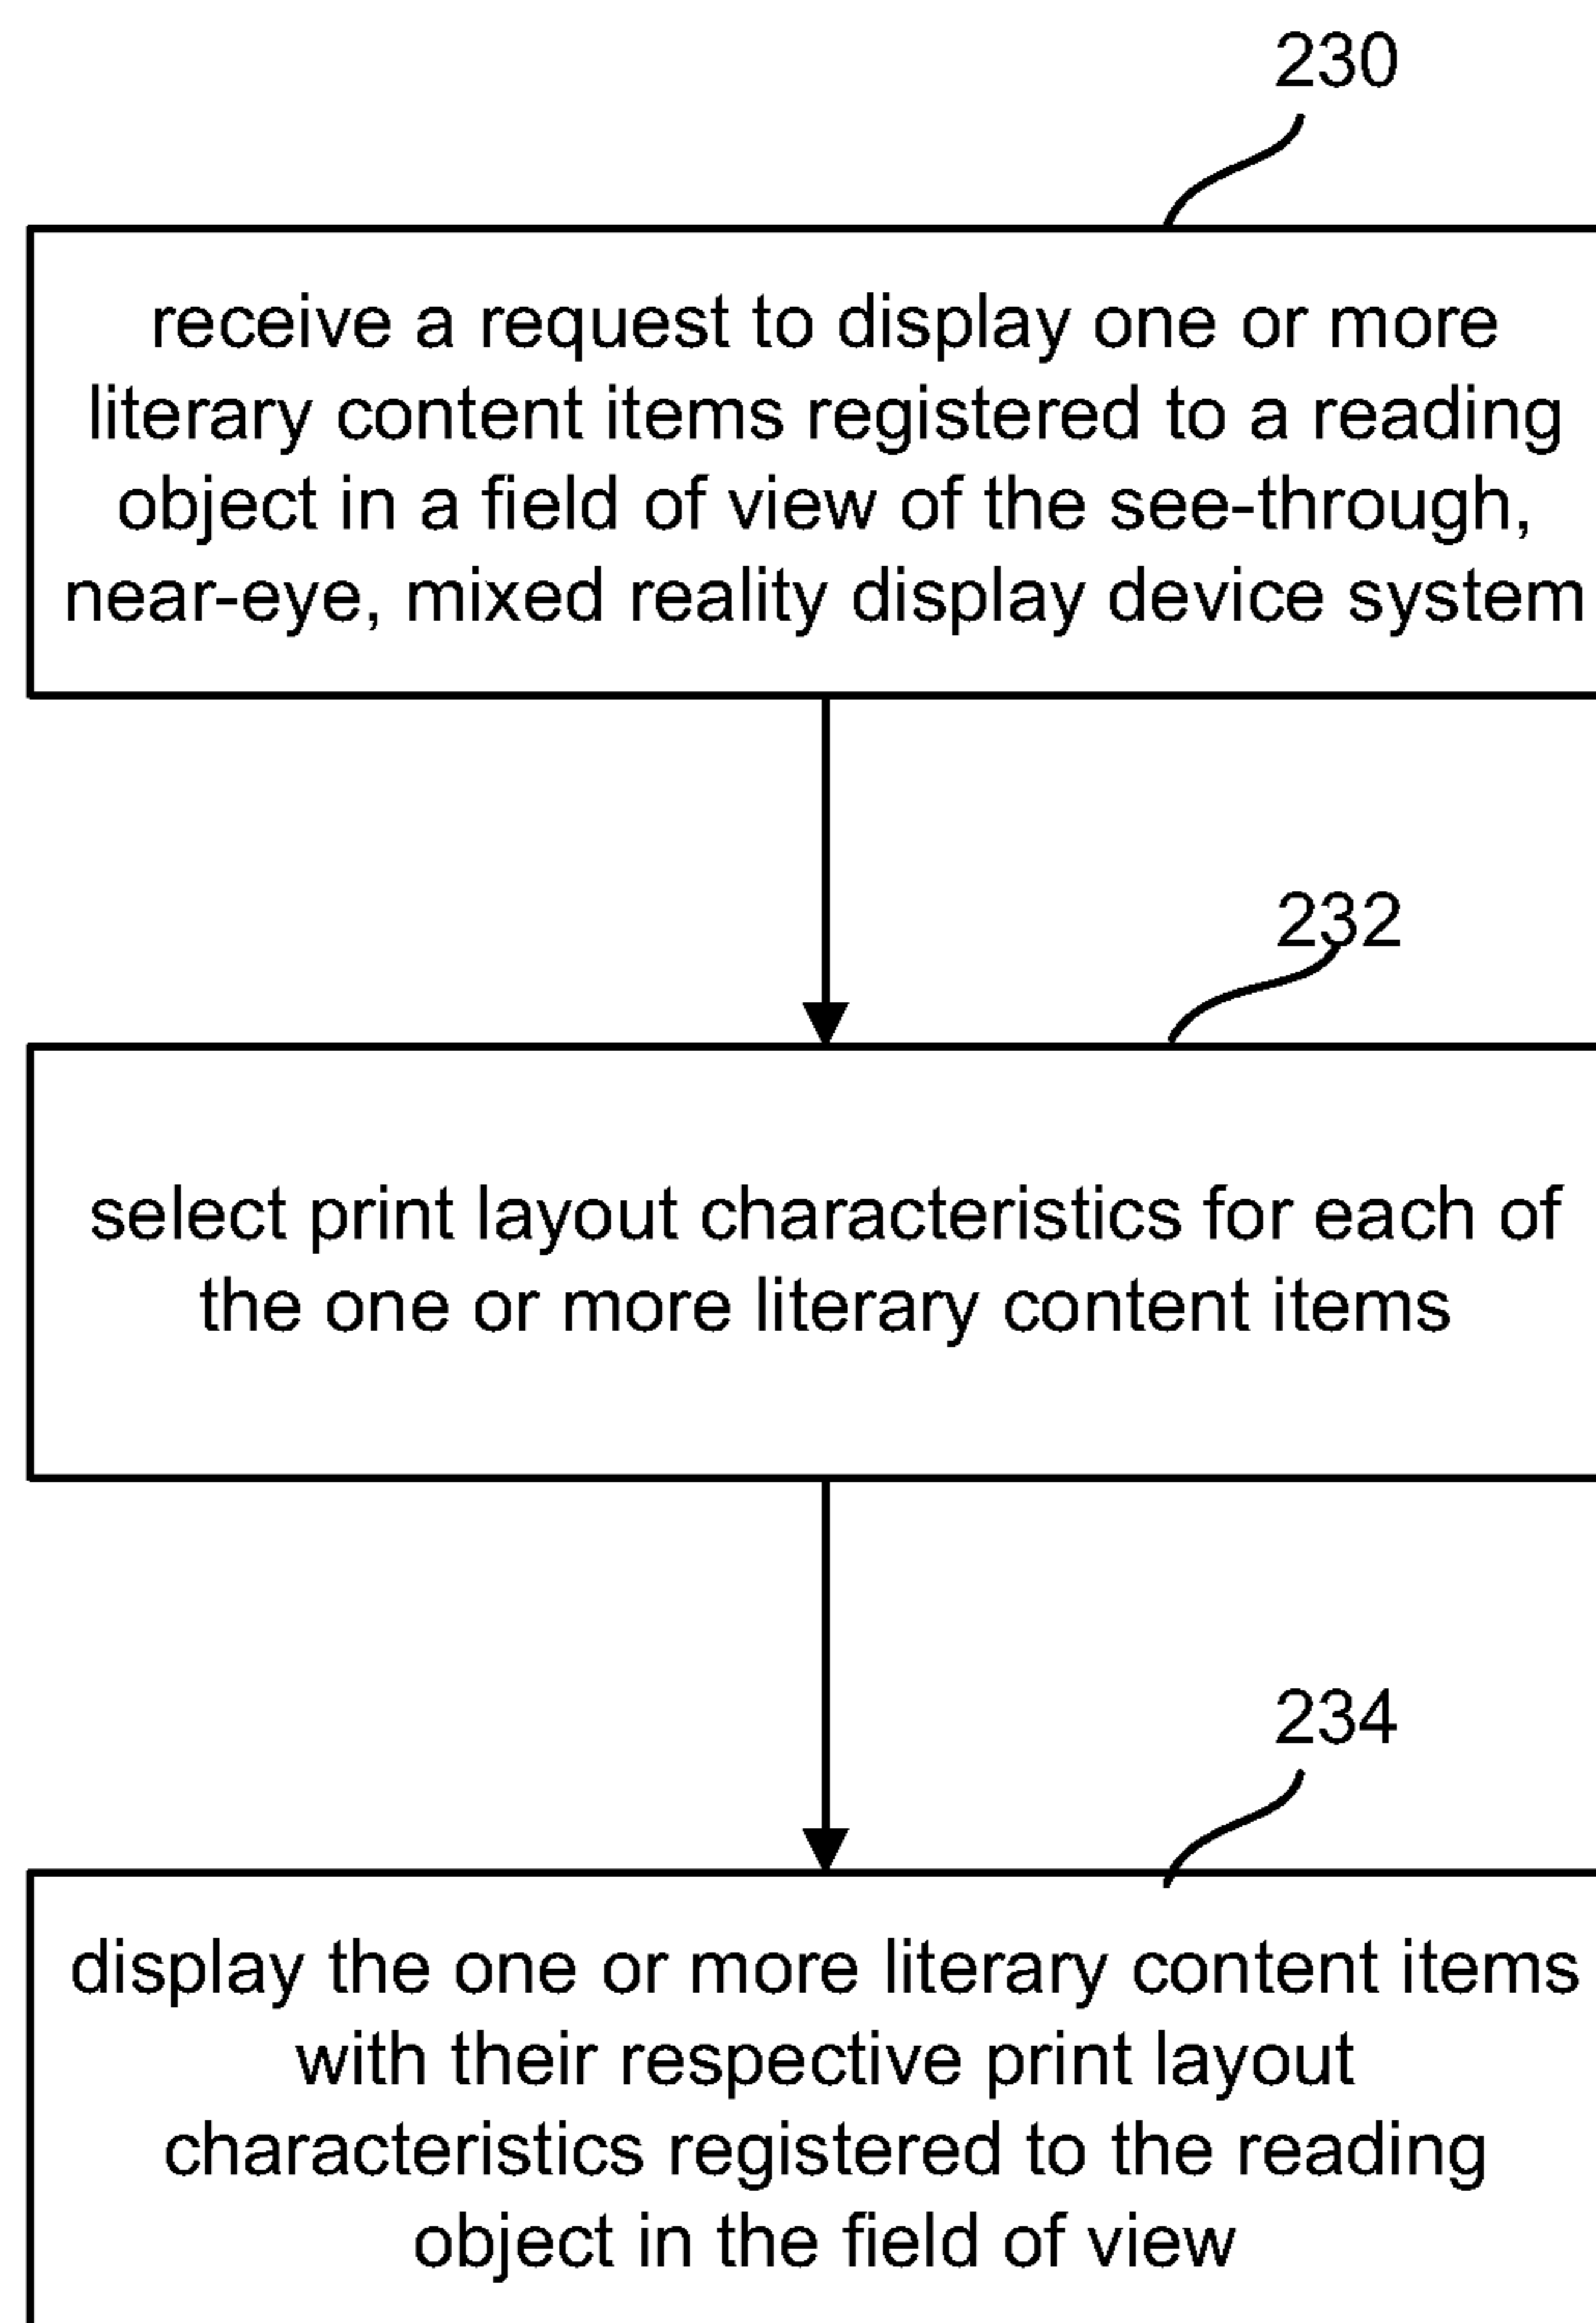 230
receive a request to display one or more
literary content items registered to a reading
object in a field of view of the see-through,
near-eye, mixed reality display device system
232
select print layout characteristics for each of
the one or more literary content items
234
display the one or more literary content items
with their respective print layout
characteristics registered to the reading
object in the field of view